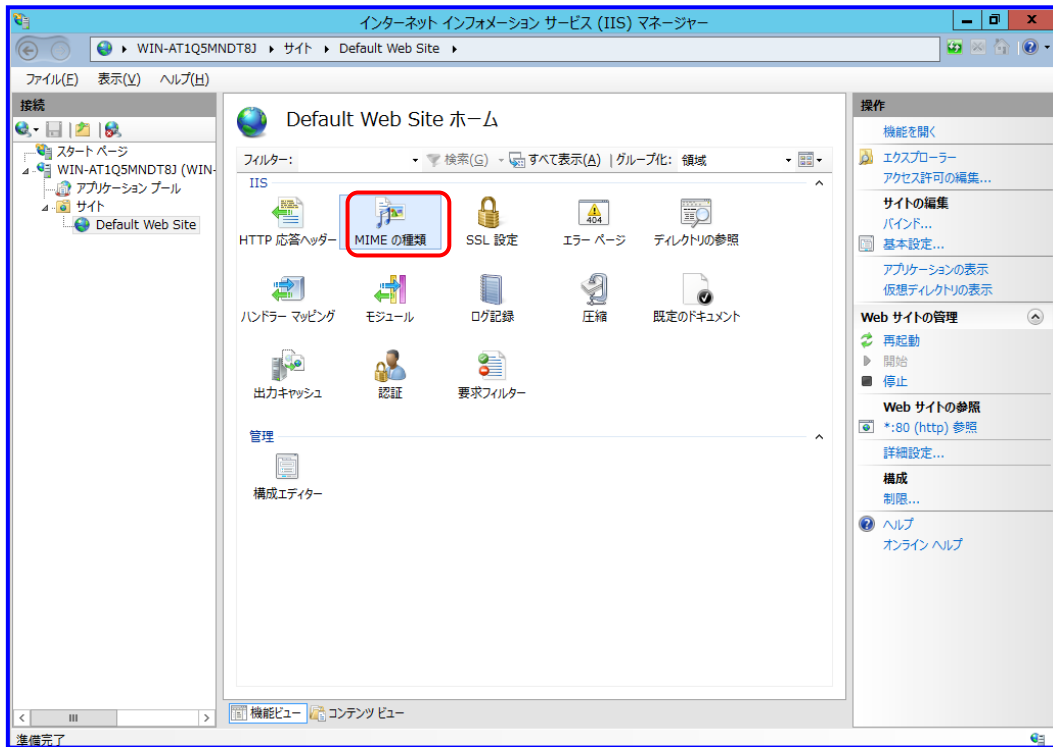 インターネット インフォメーション サービス (IIS) マネージャー
WIN-AT1Q5MNDT8J ▸ サイト ▸ Default Web Site ▸
ファイル(F) 表示(V) ヘルプ(H)
接続
スタート ページ
WIN-AT1Q5MNDT8J (WIN-
アプリケーション プール
サイト
Default Web Site
Default Web Site ホーム
フィルター: 検索(G) すべて表示(A) グループ化: 領域
IIS
HTTP 応答ヘッダー MIME の種類 SSL 設定 エラー ページ ディレクトリの参照
404
ハンドラー マッピング モジュール ログ記録 圧縮 既定のドキュメント
出力キャッシュ 認証 要求フィルター
管理
構成エディター
機能ビュー コンテンツ ビュー
操作
機能を開く
エクスプローラー
アクセス許可の編集...
サイトの編集
バインド...
基本設定...
アプリケーションの表示
仮想ディレクトリの表示
Web サイトの管理
再起動
開始
停止
Web サイトの参照
*:80 (http) 参照
詳細設定...
構成
制限...
ヘルプ
オンライン ヘルプ
準備完了